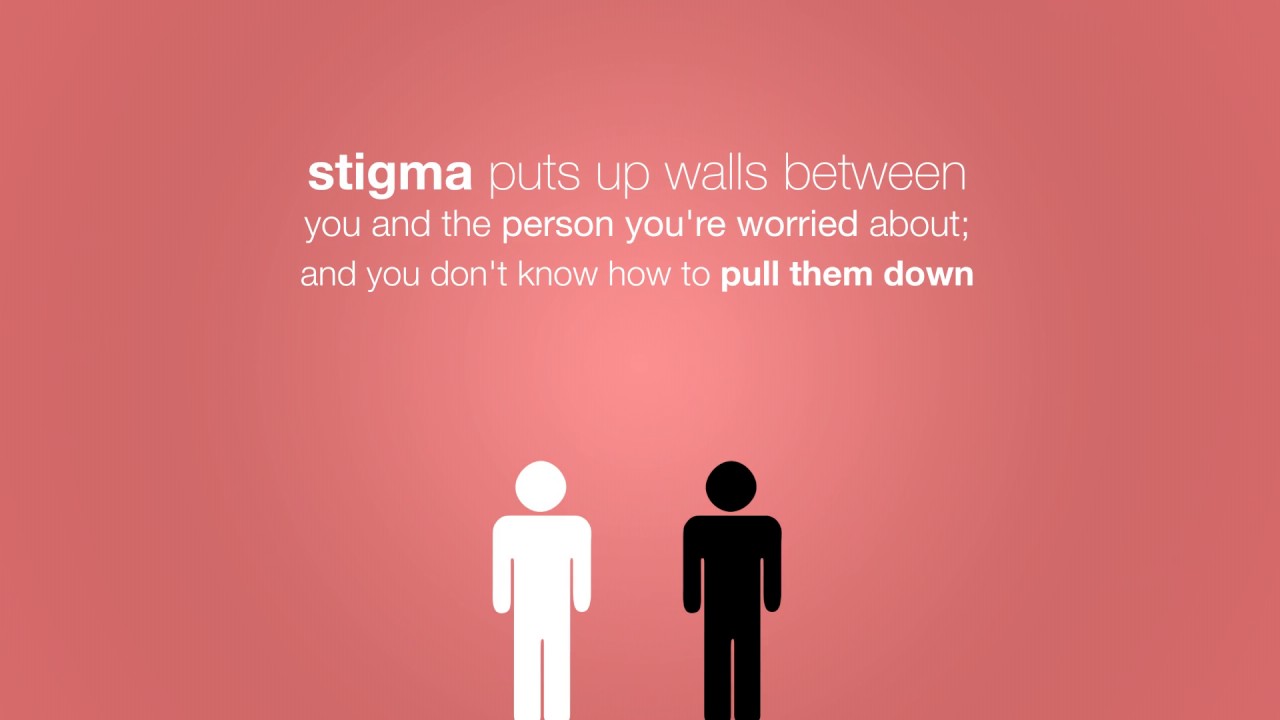 stigma puts up walls between
you and the person you're worried about;
and you don't know how to pull them down